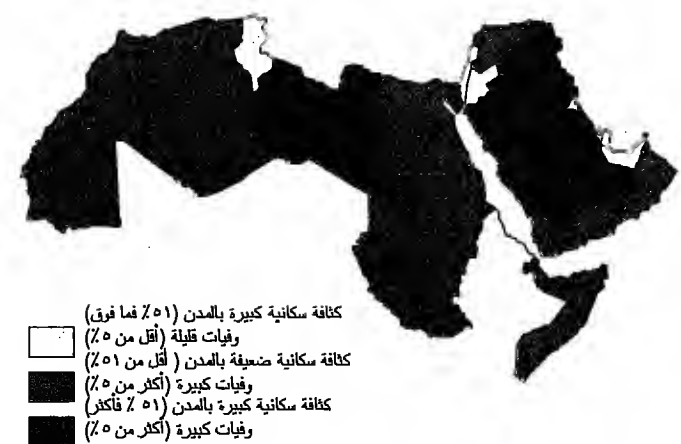 كثافة سكانية كبيرة بالمدن (٥١٪ فما فوق)
وفيات قليلة (أقل من ٥٪)
كثافة سكانية ضعيفة بالمدن ( أقل من ٥١٪)
وفيات كبيرة (أكثر من ٥٪)
كثافة سكانية كبيرة بالمدن (٥١ ٪ فأكثر)
وفيات كبيرة (أكثر من ٥٪)